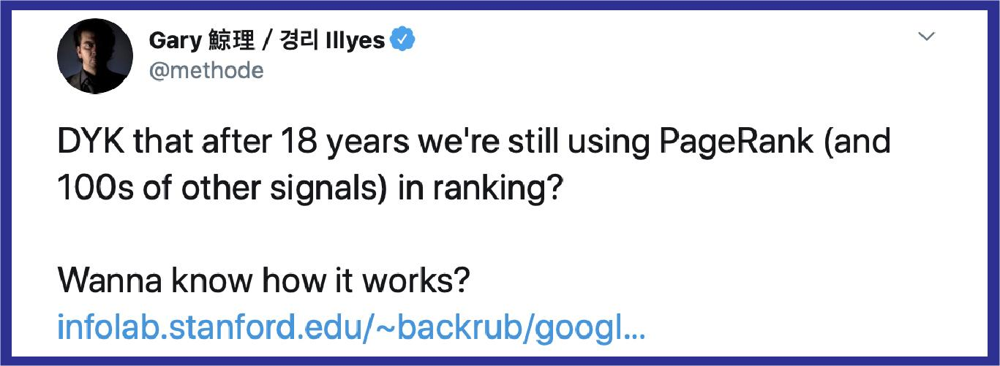 Gary 鯨理 / 경리 Illyes
@methode
DYK that after 18 years we're still using PageRank (and
100s of other signals) in ranking?
Wanna know how it works?
infolab.stanford.edu/~backrub/googl...